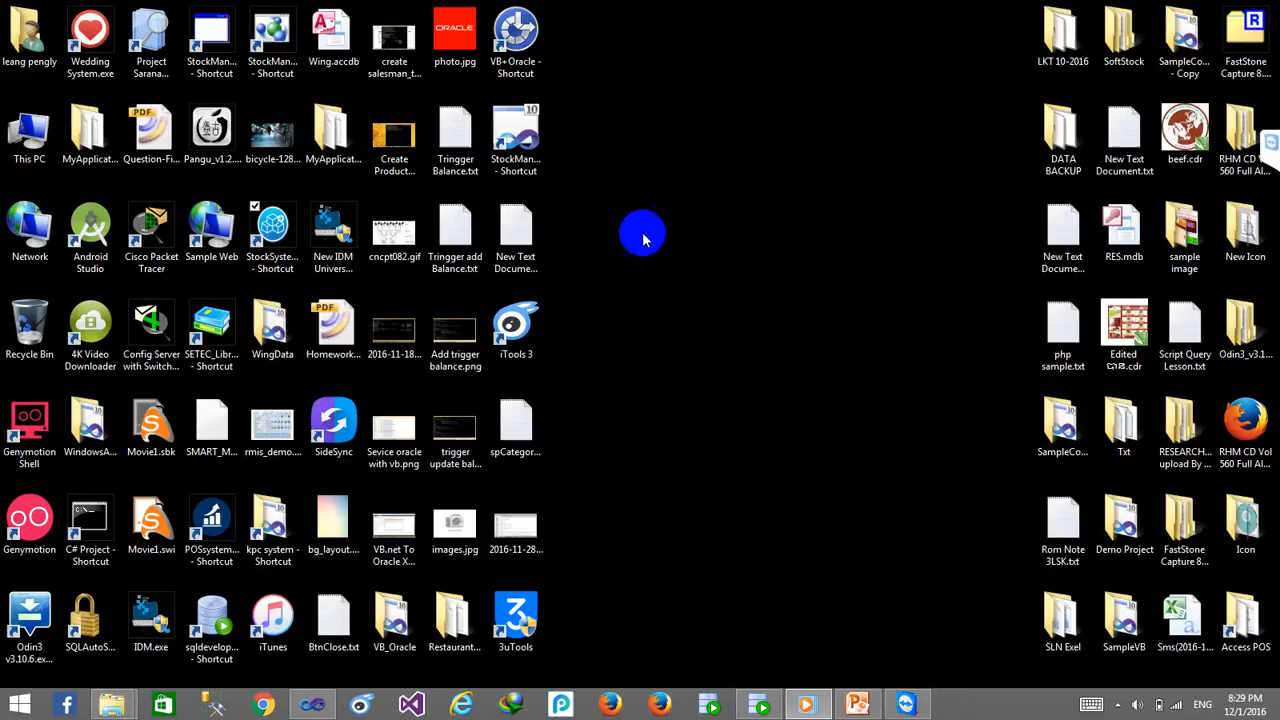 leang pengly
Wedding
System.exe
Project
Sarana...
StockMan...
- Shortcut
StockMan...
- Shortcut
Wing.accdb
create
salesman_t...
ORACLE
photo.jpg
VB+Oracle -
Shortcut
LKT 10-2016
SoftStock
SampleCo...
- Copy
R
FastStone
Capture 8....
This PC
MyApplicat...
PDF
Question-Fi...
Pangu_v1.2....
bicycle-128...
MyApplicat...
Create
Product...
Tringger
Balance.txt
10
StockMan...
- Shortcut
DATA
BACKUP
New Text
Document.txt
beef.cdr
RHM CD V
560 Full Al...
Network
Android
Studio
Cisco Packet
Tracer
Sample Web
StockSyste...
- Shortcut
New IDM
Univers...
cncpt082.gif
Tringger add
Balance.txt
New Text
Docume...
New Text
Docume...
RES.mdb
sample
image
New Icon
Recycle Bin
4K Video
Downloader
Config Server
with Switch...
SETEC_Libr...
- Shortcut
WingData
PDF
Homework...
2016-11-18...
Add trigger
balance.png
iTools 3
php
sample.txt
Edited
Script Query
Lesson.txt
Odin3_v3.1...
Genymotion
Shell
WindowsA...
Movie1.sbk
SMART_M...
rmis_demo....
SideSync
Sevice oracle
with vb.png
trigger
update bal...
spCategor...
10
SampleCo...
Txt
RESEARCH...
upload By ...
RHM CD Vol
560 Full Al...
Genymotion
C:\_
C# Project -
Shortcut
Movie1.swi
POSsystem...
- Shortcut
kpc system -
Shortcut
bg_layout....
VB.net To
Oracle X...
images.jpg
2016-11-28...
Rom Note
3LSK.txt
Demo Project
FastStone
Capture 8...
Icon
Odin3
v3.10.6.ex...
SQLAutoS...
IDM.exe
sqldevelop...
- Shortcut
iTunes
BtnClose.txt
10
VB_Oracle
Restaurant...
3
3uTools
SLN Exel
10
SampleVB
Sms(2016-1...
Access POS
ENG
8:29 PM
12/1/2016